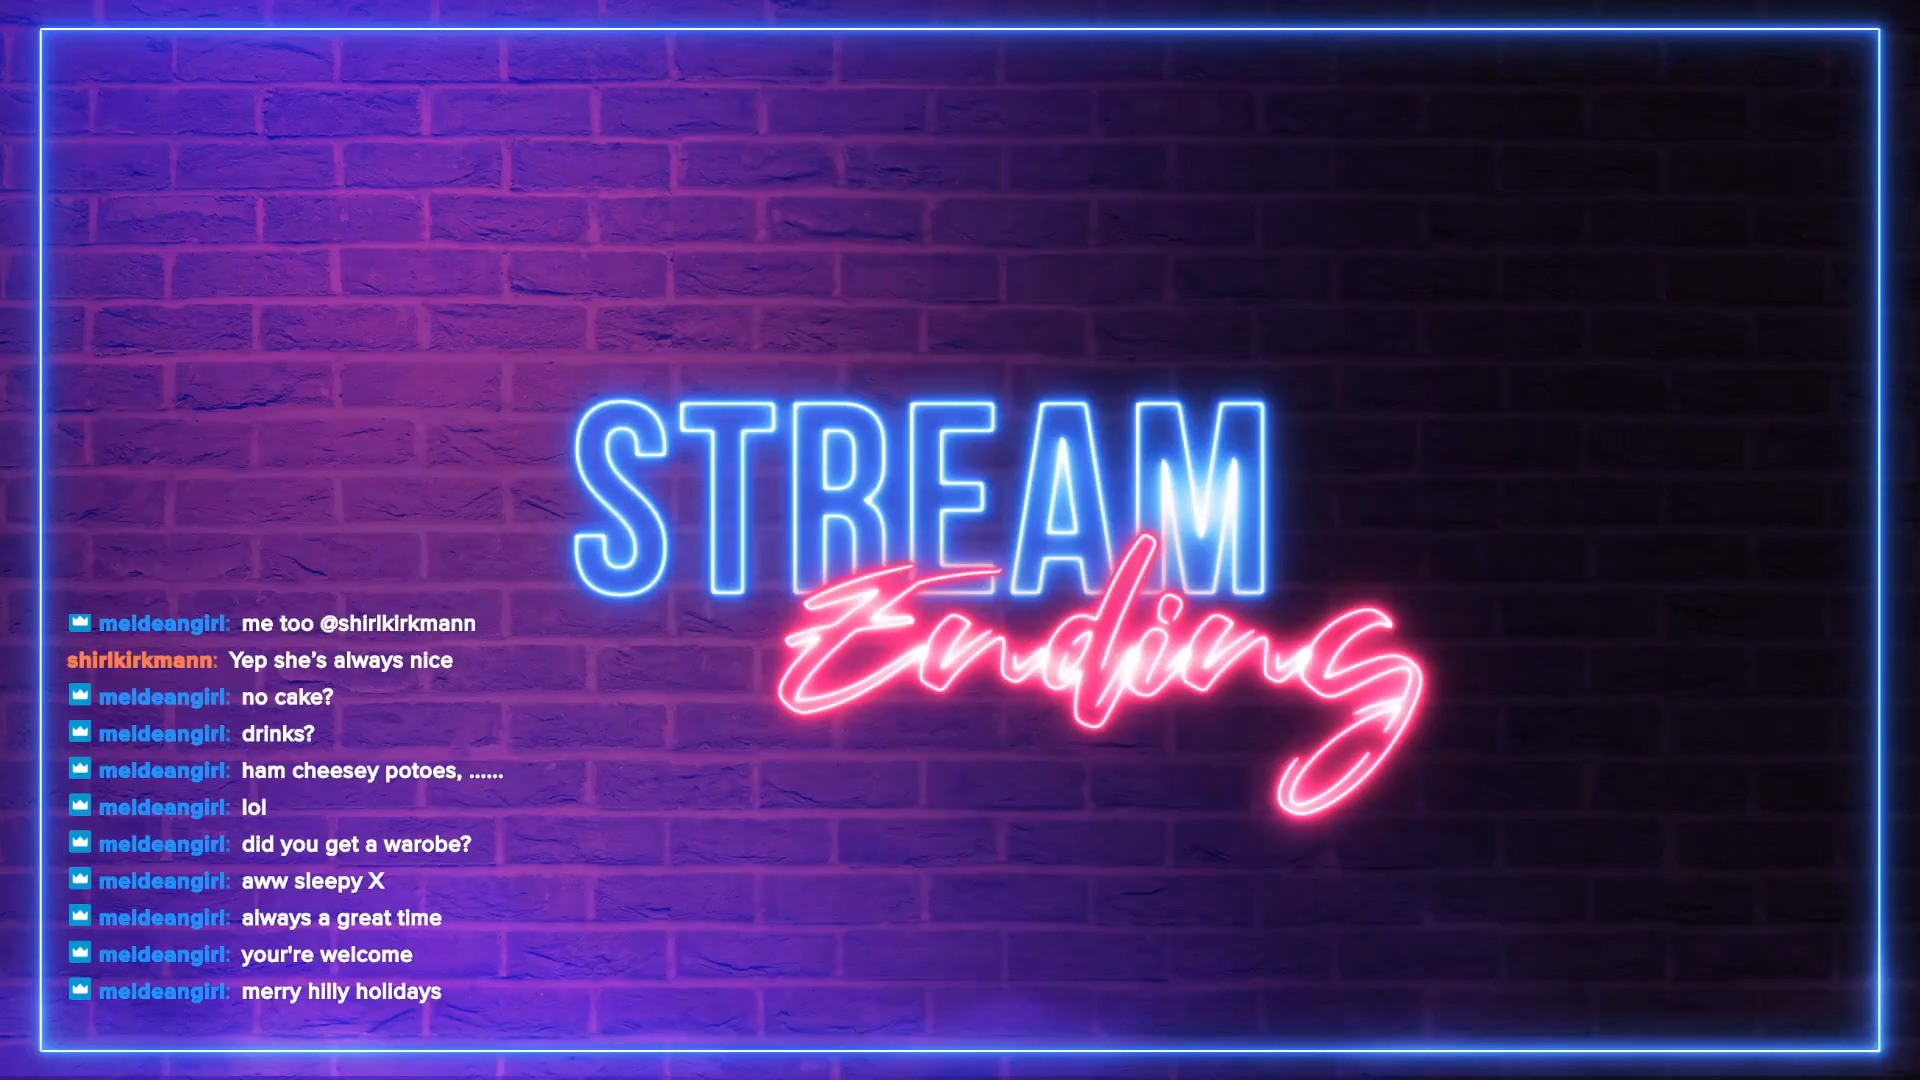 STREAM
Ending
meldeangirl: me too @shirlkirkmann
shirlkirkmann: Yep she's always nice
meldeangirl: no cake?
meldeangirl: drinks?
meldeangirl: ham cheesey potoes, ......
meldeangirl: lol
meldeangirl: did you get a warobe?
meldeangirl: aww sleepy X
meldeangirl: always a great time
meldeangirl: your're welcome
meldeangirl: merry hilly holidays